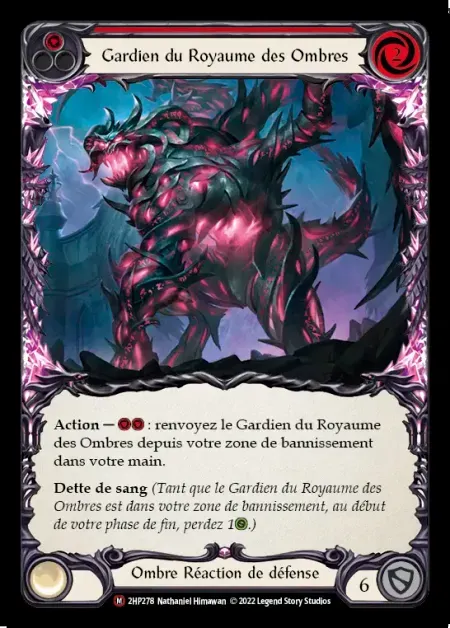 Gardien du Royaume des Ombres
2
Action — : renvoyez le Gardien du Royaume
des Ombres depuis votre zone de bannissement
dans votre main.
Dette de sang (Tant que le Gardien du Royaume des
Ombres est dans votre zone de bannissement, au début
de votre phase de fin, perdez 1.)
Ombre Réaction de défense
6
M 2HP278 Nathaniel Himawan © 2022 Legend Story Studios